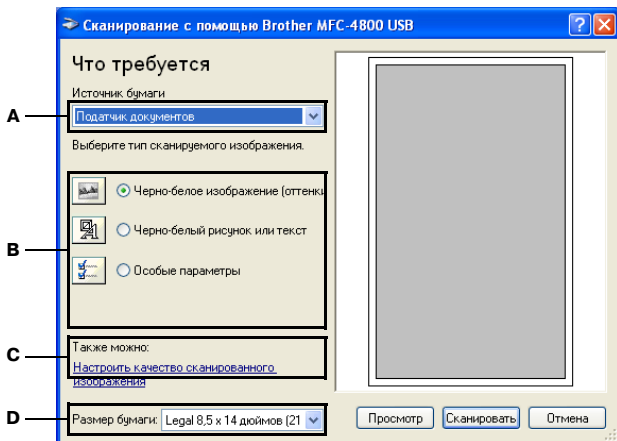 Сканирование с помощью Brother MFC-4800 USB
Что требуется
Источник бумаги
A
Податчик документов
Выберите тип сканируемого изображения.
B
Черно-белое изображение (оттенки
Черно-белый рисунок или текст
Особые параметры
C
Также можно:
Настроить качество сканированного
изображения
D
Размер бумаги: Legal 8,5 x 14 дюймов (21
Просмотр Сканировать Отмена